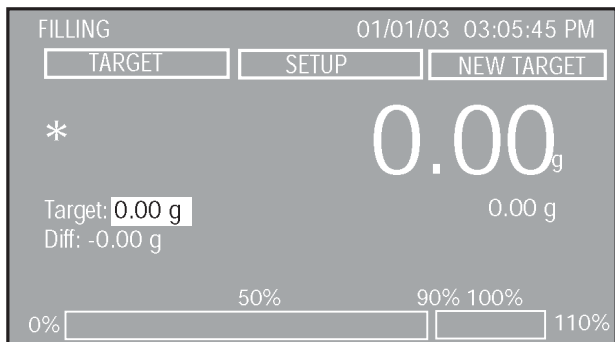 FILLING 01/01/03 03:05:45 PM
TARGET SETUP NEW TARGET
* 0.00 g
Target: 0.00 g 0.00 g
Diff: -0.00 g
50% 90% 100%
0% 110%